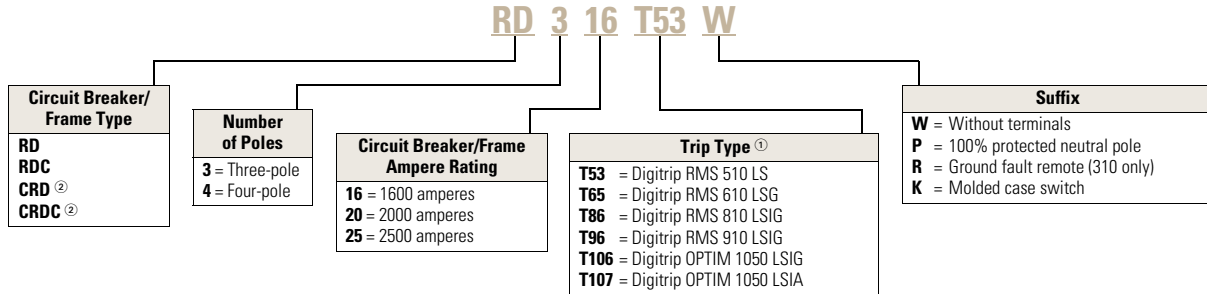 RD 3 16 T53 W
Circuit Breaker/
Frame Type
RD
RDC
CRD ②
CRDC ②
Number
of Poles
3 = Three-pole
4 = Four-pole
Circuit Breaker/Frame
Ampere Rating
16 = 1600 amperes
20 = 2000 amperes
25 = 2500 amperes
Trip Type ①
T53 = Digitrip RMS 510 LS
T65 = Digitrip RMS 610 LSG
T86 = Digitrip RMS 810 LSIG
T96 = Digitrip RMS 910 LSIG
T106 = Digitrip OPTIM 1050 LSIG
T107 = Digitrip OPTIM 1050 LSIA
Suffix
W = Without terminals
P = 100% protected neutral pole
R = Ground fault remote (310 only)
K = Molded case switch